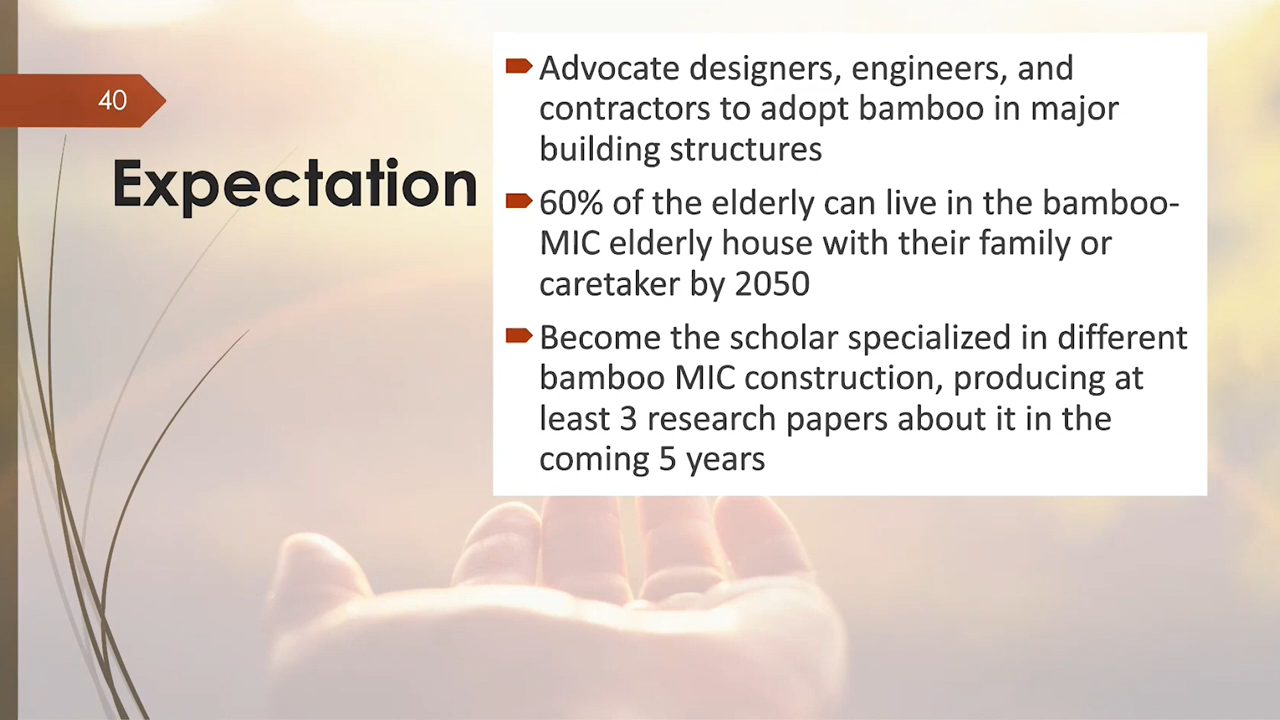 40
Expectation
Advocate designers, engineers, and
contractors to adopt bamboo in major
building structures
60% of the elderly can live in the bamboo-
MIC elderly house with their family or
caretaker by 2050
Become the scholar specialized in different
bamboo MIC construction, producing at
least 3 research papers about it in the
coming 5 years